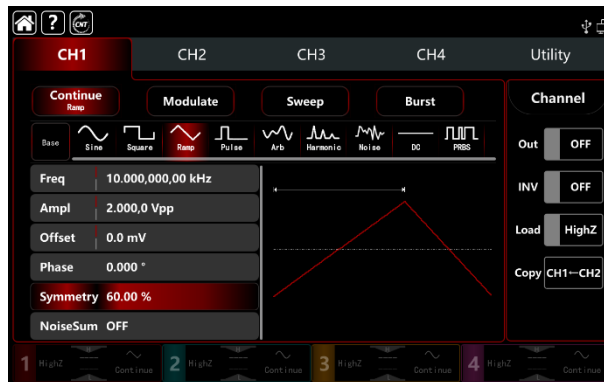 ? CNT
CH1 CH2 CH3 CH4 Utility
Continue
Ramp
Modulate Sweep Burst
Channel
Base Sine Square Ramp Pulse Arb Harmonic Noise DC PRBS
Out OFF
Freq 10.000,000,00 kHz
INV OFF
Ampl 2.000,0 Vpp
Offset 0.0 mV
Load HighZ
Phase 0.000 °
Copy CH1←CH2
Symmetry 60.00 %
NoiseSum OFF
1 HighZ Continue 2 HighZ Continue 3 HighZ Continue 4 HighZ Continue